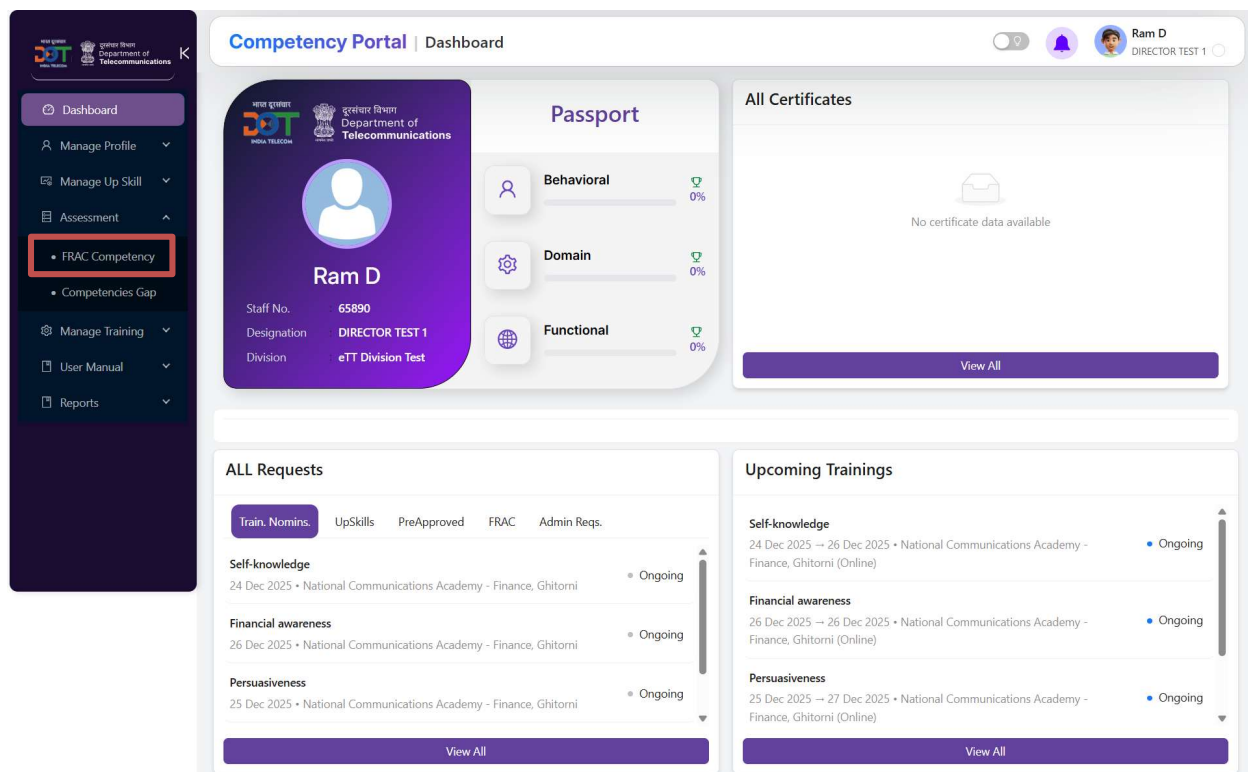 भारत दूरसंचार
DOT
INDIA TELECOM
दूरसंचार विभाग
Department of
Telecommunications
Dashboard
Manage Profile
Manage Up Skill
Assessment
FRAC Competency
Competencies Gap
Manage Training
User Manual
Reports
Competency Portal | Dashboard
Ram D
DIRECTOR TEST 1
भारत दूरसंचार
DOT
INDIA TELECOM
दूरसंचार विभाग
Department of
Telecommunications
Ram D
Staff No. : 65890
Designation : DIRECTOR TEST 1
Division : eTT Division Test
Passport
Behavioral
0%
Domain
0%
Functional
0%
All Certificates
No certificate data available
View All
ALL Requests
Train. Nomins. UpSkills PreApproved FRAC Admin Reqs.
Self-knowledge
24 Dec 2025 • National Communications Academy - Finance, Ghitorni
Ongoing
Financial awareness
26 Dec 2025 • National Communications Academy - Finance, Ghitorni
Ongoing
Persuasiveness
25 Dec 2025 • National Communications Academy - Finance, Ghitorni
Ongoing
View All
Upcoming Trainings
Self-knowledge
24 Dec 2025 → 26 Dec 2025 • National Communications Academy -
Finance, Ghitorni (Online)
Ongoing
Financial awareness
26 Dec 2025 → 26 Dec 2025 • National Communications Academy -
Finance, Ghitorni (Online)
Ongoing
Persuasiveness
25 Dec 2025 → 27 Dec 2025 • National Communications Academy -
Finance, Ghitorni (Online)
Ongoing
View All